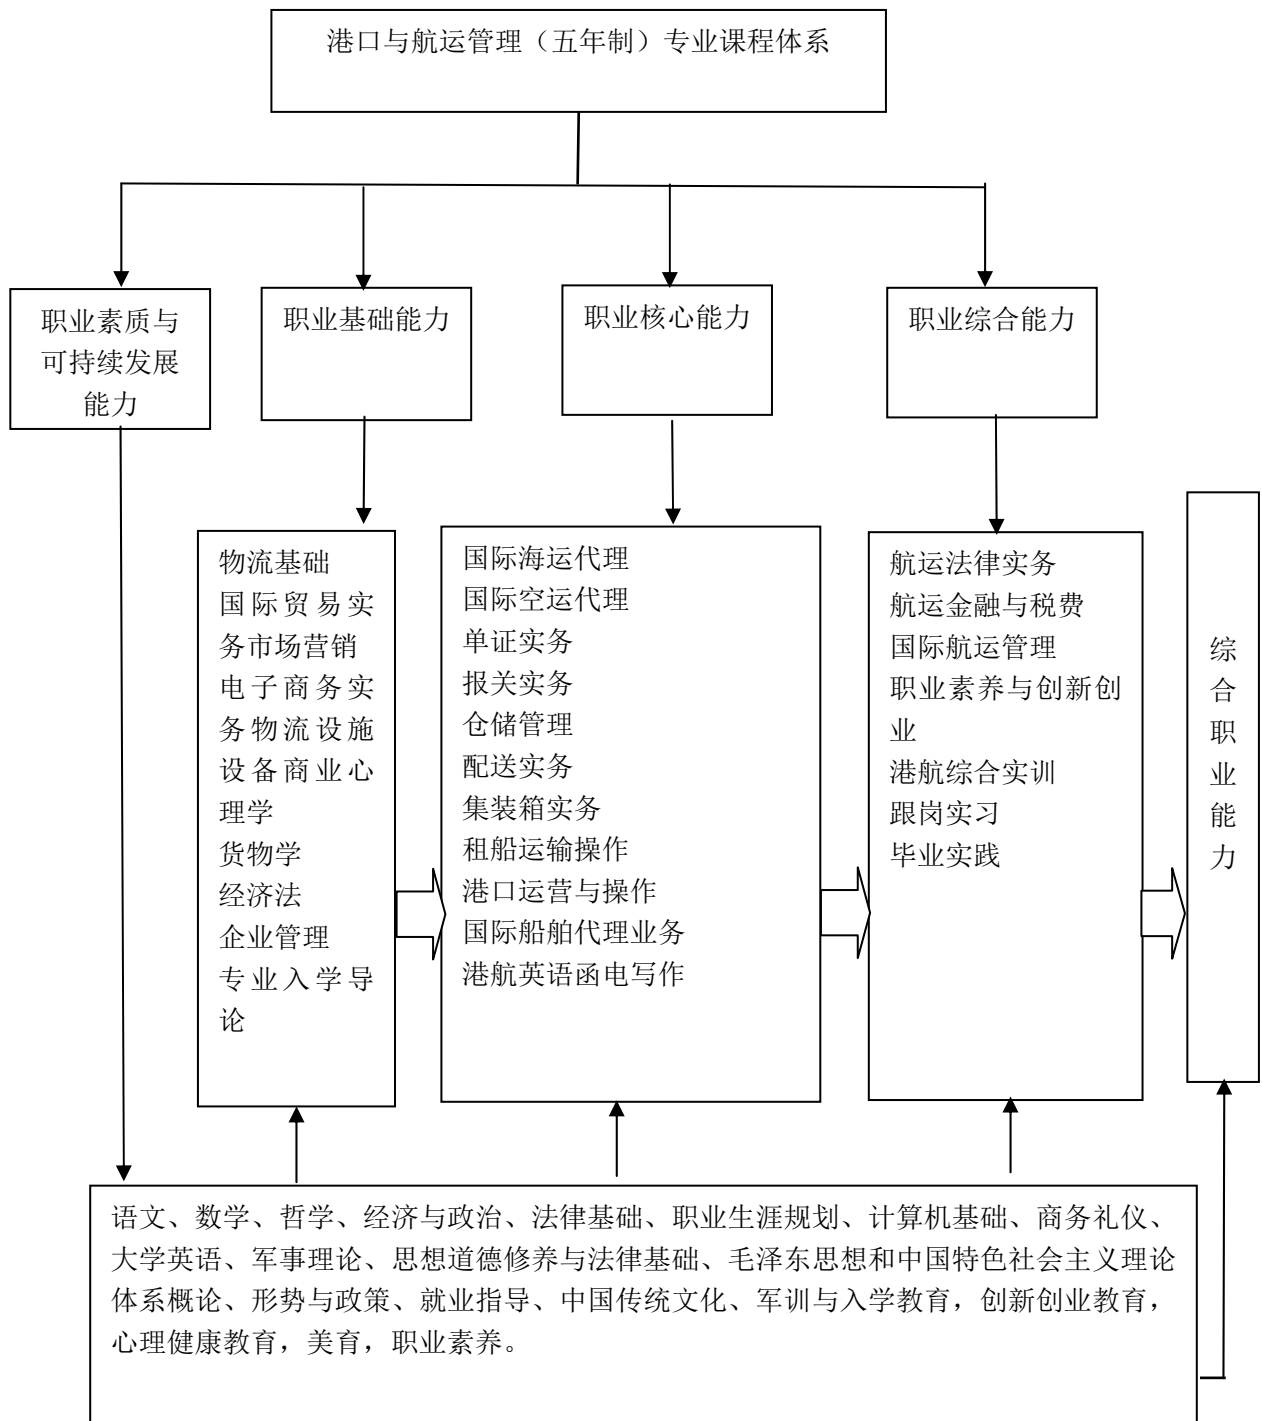 港口与航运管理（五年制）专业课程体系
职业素质与
可持续发展
能力
职业基础能力
职业核心能力
职业综合能力
物流基础
国际贸易实
务市场营销
电子商务实
务物流设施
设备商业心
理学
货物学
经济法
企业管理
专业入学导
论
国际海运代理
国际空运代理
单证实务
报关实务
仓储管理
配送实务
集装箱实务
租船运输操作
港口运营与操作
国际船舶代理业务
港航英语函电写作
航运法律实务
航运金融与税费
国际航运管理
职业素养与创新创
业
港航综合实训
跟岗实习
毕业实践
综
合
职
业
能
力
语文、数学、哲学、经济与政治、法律基础、职业生涯规划、计算机基础、商务礼仪、
大学英语、军事理论、思想道德修养与法律基础、毛泽东思想和中国特色社会主义理论
体系概论、形势与政策、就业指导、中国传统文化、军训与入学教育，创新创业教育，
心理健康教育，美育，职业素养。